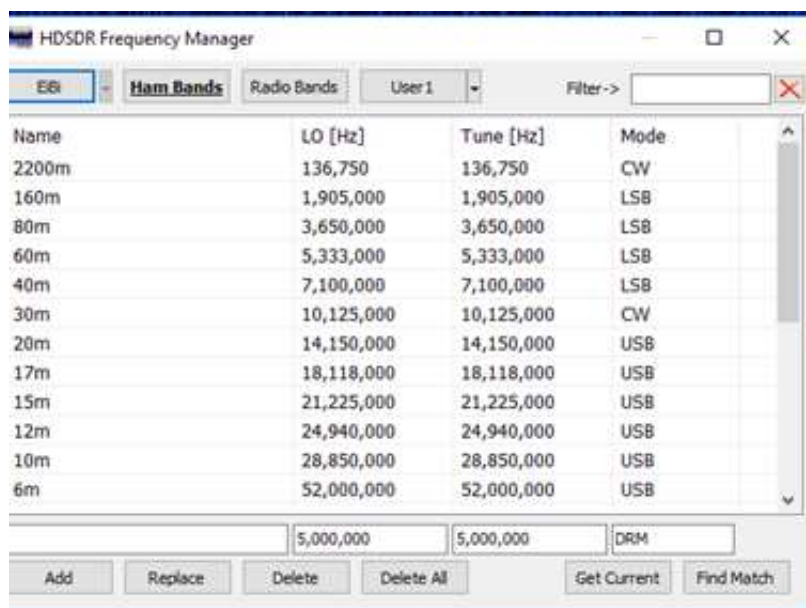 HDSDR Frequency Manager
EiBi Ham Bands Radio Bands User1 Filter->
Name LO [Hz] Tune [Hz] Mode
2200m 136,750 136,750 CW
160m 1,905,000 1,905,000 LSB
80m 3,650,000 3,650,000 LSB
60m 5,333,000 5,333,000 LSB
40m 7,100,000 7,100,000 LSB
30m 10,125,000 10,125,000 CW
20m 14,150,000 14,150,000 USB
17m 18,118,000 18,118,000 USB
15m 21,225,000 21,225,000 USB
12m 24,940,000 24,940,000 USB
10m 28,850,000 28,850,000 USB
6m 52,000,000 52,000,000 USB
5,000,000 5,000,000 DRM
Add Replace Delete Delete All Get Current Find Match